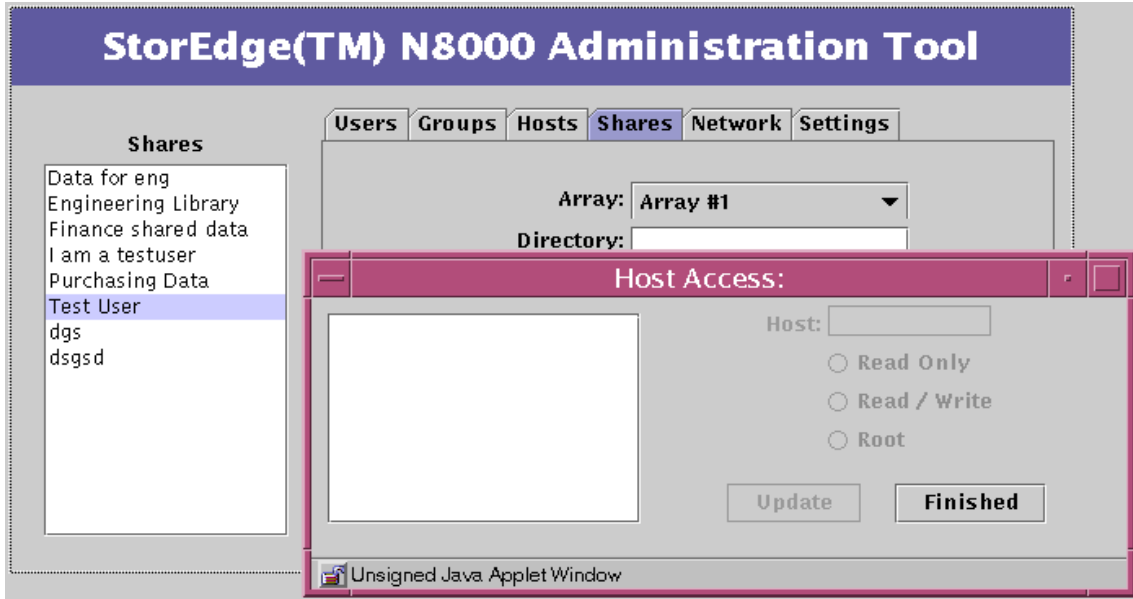 StorEdge(TM) N8000 Administration Tool
Shares
Data for eng
Engineering Library
Finance shared data
I am a testuser
Purchasing Data
Test User
dgs
dsgsd
Users Groups Hosts Shares Network Settings
Array: Array #1
Directory:
Host Access:
Host:
Read Only
Read / Write
Root
Update Finished
Unsigned Java Applet Window